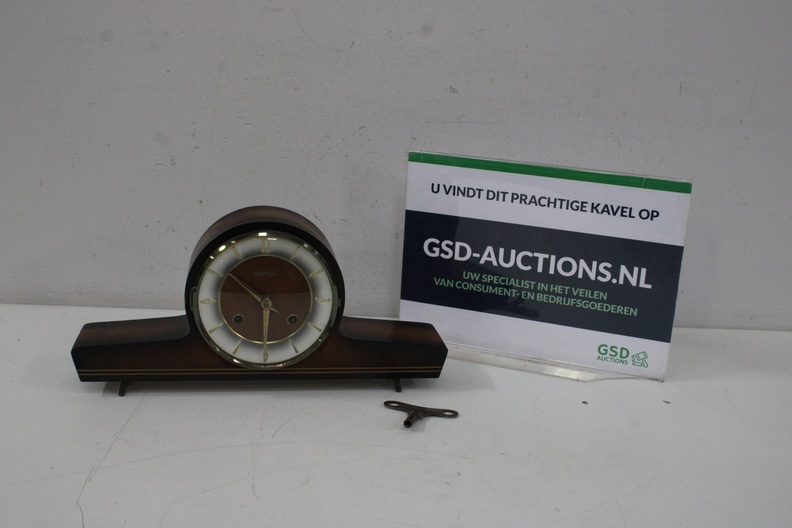 U VINDT DIT PRACHTIGE KAVEL OP
GSD-AUCTIONS.NL
UW SPECIALIST IN HET VEILEN
VAN CONSUMENT- EN BEDRIJFSGOEDEREN
GSD
AUCTIONS